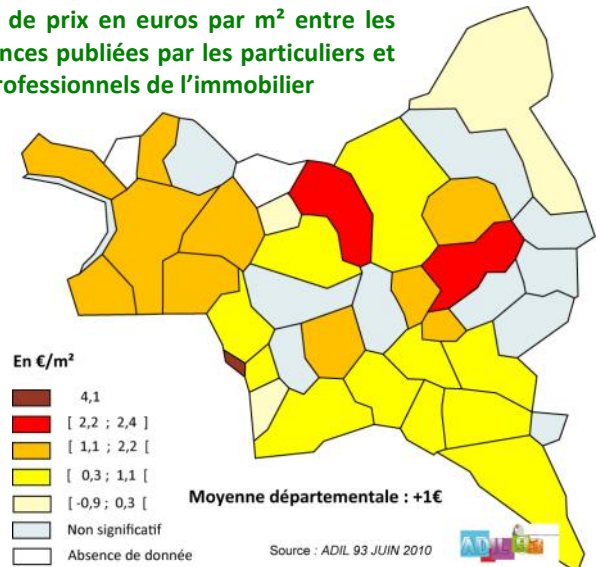 de prix en euros par m² entre les
nces publiées par les particuliers et
rofessionnels de l'immobilier
En €/m²
4,1
[ 2,2 ; 2,4 ]
[ 1,1 ; 2,2 [
[ 0,3 ; 1,1 [
[ -0,9 ; 0,3 [
Non significatif
Absence de donnée
Moyenne départementale : +1€
Source : ADIL 93 JUIN 2010
ADIL 93